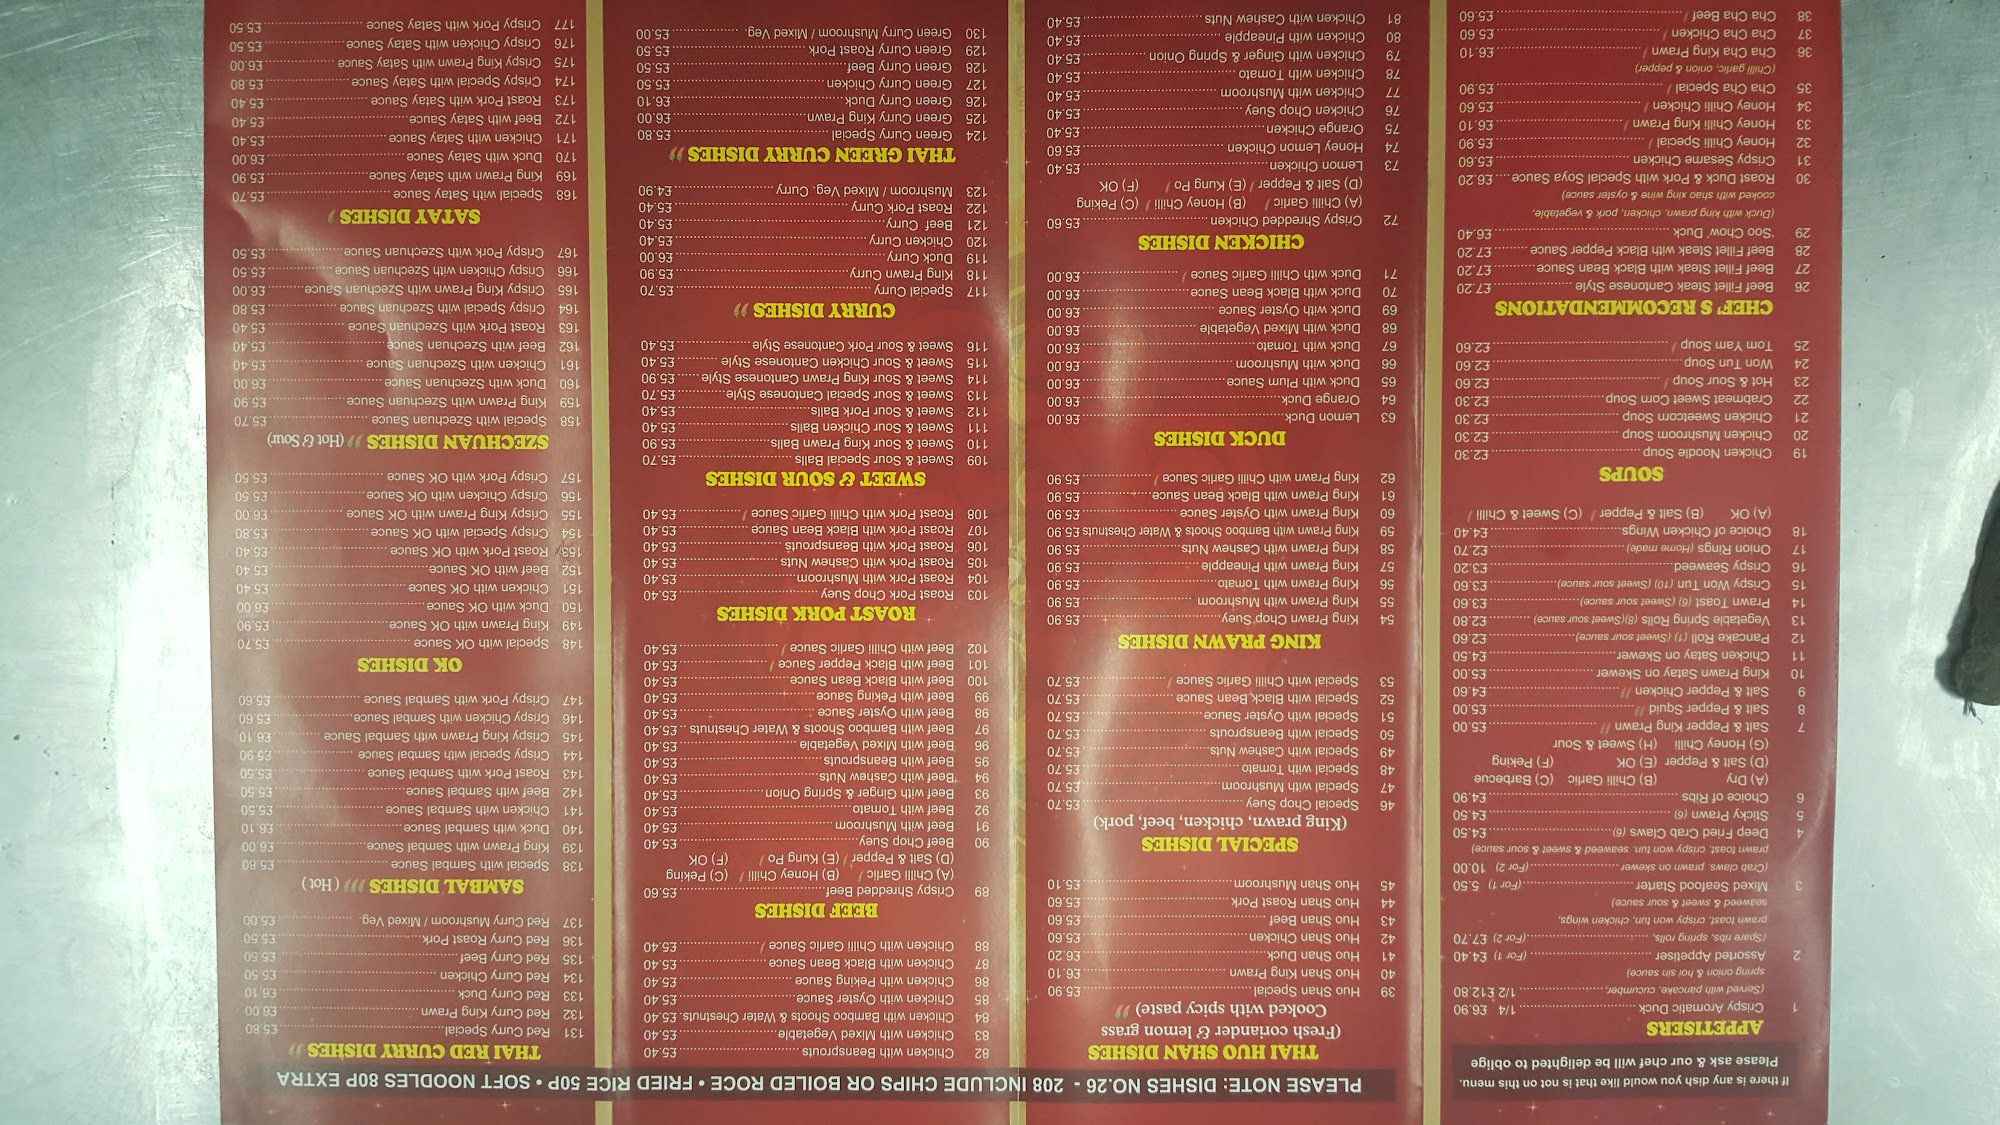 If there is any dish you would like that is not on this menu.
Please ask & our chef will be delighted to oblige
PLEASE NOTE: DISHES NO.26 - 208 INCLUDE CHIPS OR BOILED ROCE • FRIED RICE 50P • SOFT NOODLES 80P EXTRA
APPETISERS
1 Crispy Aromatic Duck 1/4 £6.90
(Served with pancake, cucumber, 1/2 £12.80
spring onion & hoi sin sauce)
2 Assorted Appetiser (For 1) £4.40
(Spare ribs, spring rolls, (For 2) £7.70
prawn toast, crispy won tun, chicken wings,
seaweed & sweet & sour sauce)
3 Mixed Seafood Starter (For 1) 5.50
(Crab claws, prawn on skewer (For 2) 10.00
prawn toast, crispy won tun, seaweed & sweet & sour sauce)
4 Deep Fried Crab Claws (6) £4.50
5 Sticky Prawn (6) £4.50
6 Choice of Ribs £4.90
(A) Dry (B) Chilli Garlic (C) Barbecue
(D) Salt & Pepper (E) OK (F) Peking
(G) Honey Chilli (H) Sweet & Sour
7 Salt & Pepper King Prawn £5.00
8 Salt & Pepper Squid £5.00
9 Salt & Pepper Chicken £4.60
10 King Prawn Satay on Skewer £5.00
11 Chicken Satay on Skewer £4.50
12 Pancake Roll (1) (Sweet sour sauce) £2.60
13 Vegetable Spring Rolls (8)(Sweet sour sauce) £2.80
14 Prawn Toast (6) (Sweet sour sauce) £3.60
15 Crispy Won Tun (10) (Sweet sour sauce) £3.60
16 Crispy Seaweed £3.20
17 Onion Rings (Home made) £2.70
18 Choice of Chicken Wings £4.40
(A) OK (B) Salt & Pepper (C) Sweet & Chilli
SOUPS
19 Chicken Noodle Soup £2.30
20 Chicken Mushroom Soup £2.30
21 Chicken Sweetcorn Soup £2.30
22 Crabmeat Sweet Corn Soup £2.30
23 Hot & Sour Soup £2.60
24 Won Tun Soup £2.60
25 Tom Yam Soup £2.60
CHEF' S RECOMMENDATIONS
26 Beef Fillet Steak Cantonese Style £7.20
27 Beef Fillet Steak with Black Bean Sauce £7.20
28 Beef Fillet Steak with Black Pepper Sauce £7.20
29 'Soo Chow' Duck £6.40
(Duck with king prawn, chicken, pork & vegetable,
cooked with shao xing wine & oyster sauce)
30 Roast Duck & Pork with Special Soya Sauce £6.20
31 Crispy Sesame Chicken £5.60
32 Honey Chilli Special £5.90
33 Honey Chilli King Prawn £6.10
34 Honey Chilli Chicken £5.60
35 Cha Cha Special £5.90
(Chilli garlic, onion & pepper)
36 Cha Cha King Prawn £6.10
37 Cha Cha Chicken £5.60
38 Cha Cha Beef £5.60
THAI HUO SHAN DISHES
(Fresh coriander & lemon grass
Cooked with spicy paste)
39 Huo Shan Special £5.90
40 Huo Shan King Prawn £6.10
41 Huo Shan Duck £6.20
42 Huo Shan Chicken £5.60
43 Huo Shan Beef £5.60
44 Huo Shan Roast Pork £5.60
45 Huo Shan Mushroom £5.10
SPECIAL DISHES
(King prawn, chicken, beef, pork)
46 Special Chop Suey £5.70
47 Special with Mushroom £5.70
48 Special with Tomato £5.70
49 Special with Cashew Nuts £5.70
50 Special with Beansprouts £5.70
51 Special with Oyster Sauce £5.70
52 Special with Black Bean Sauce £5.70
53 Special with Chilli Garlic Sauce £5.70
KING PRAWN DISHES
54 King Prawn Chop Suey £5.90
55 King Prawn with Mushroom £5.90
56 King Prawn with Tomato £5.90
57 King Prawn with Pineapple £5.90
58 King Prawn with Cashew Nuts £5.90
59 King Prawn with Bamboo Shoots & Water Chestnuts £5.90
60 King Prawn with Oyster Sauce £5.90
61 King Prawn with Black Bean Sauce £5.90
62 King Prawn with Chilli Garlic Sauce £5.90
DUCK DISHES
63 Lemon Duck £6.00
64 Orange Duck £6.00
65 Duck with Plum Sauce £6.00
66 Duck with Mushroom £6.00
67 Duck with Tomato £6.00
68 Duck with Mixed Vegetable £6.00
69 Duck with Oyster Sauce £6.00
70 Duck with Black Bean Sauce £6.00
71 Duck with Chilli Garlic Sauce £6.00
CHICKEN DISHES
72 Crispy Shredded Chicken £5.60
(A) Chilli Garlic (B) Honey Chilli (C) Peking
(D) Salt & Pepper (E) Kung Po (F) OK
73 Lemon Chicken £5.40
74 Honey Lemon Chicken £5.60
75 Orange Chicken £5.40
76 Chicken Chop Suey £5.40
77 Chicken with Mushroom £5.40
78 Chicken with Tomato £5.40
79 Chicken with Ginger & Spring Onion £5.40
80 Chicken with Pineapple £5.40
81 Chicken with Cashew Nuts £5.40
82 Chicken with Beansprouts £5.40
83 Chicken with Mixed Vegetable £5.40
84 Chicken with Bamboo Shoots & Water Chestnuts £5.40
85 Chicken with Oyster Sauce £5.40
86 Chicken with Peking Sauce £5.40
87 Chicken with Black Bean Sauce £5.40
88 Chicken with Chilli Garlic Sauce £5.40
BEEF DISHES
89 Crispy Shredded Beef £5.60
(A) Chilli Garlic (B) Honey Chilli (C) Peking
(D) Salt & Pepper (E) Kung Po (F) OK
90 Beef Chop Suey £5.40
91 Beef with Mushroom £5.40
92 Beef with Tomato £5.40
93 Beef with Ginger & Spring Onion £5.40
94 Beef with Cashew Nuts £5.40
95 Beef with Beansprouts £5.40
96 Beef with Mixed Vegetable £5.40
97 Beef with Bamboo Shoots & Water Chestnuts £5.40
98 Beef with Oyster Sauce £5.40
99 Beef with Peking Sauce £5.40
100 Beef with Black Bean Sauce £5.40
101 Beef with Black Pepper Sauce £5.40
102 Beef with Chilli Garlic Sauce £5.40
ROAST PORK DISHES
103 Roast Pork Chop Suey £5.40
104 Roast Pork with Mushroom £5.40
105 Roast Pork with Cashew Nuts £5.40
106 Roast Pork with Beansprouts £5.40
107 Roast Pork with Black Bean Sauce £5.40
108 Roast Pork with Chilli Garlic Sauce £5.40
SWEET & SOUR DISHES
109 Sweet & Sour Special Balls £5.70
110 Sweet & Sour King Prawn Balls £5.90
111 Sweet & Sour Chicken Balls £5.40
112 Sweet & Sour Pork Balls £5.40
113 Sweet & Sour Special Cantonese Style £5.70
114 Sweet & Sour King Prawn Cantonese Style £5.90
115 Sweet & Sour Chicken Cantonese Style £5.40
116 Sweet & Sour Pork Cantonese Style £5.40
CURRY DISHES
117 Special Curry £5.70
118 King Prawn Curry £5.90
119 Duck Curry £6.00
120 Chicken Curry £5.40
121 Beef Curry £5.40
122 Roast Pork Curry £5.40
123 Mushroom / Mixed Veg. Curry £4.90
THAI GREEN CURRY DISHES
124 Green Curry Special £5.80
125 Green Curry King Prawn £6.00
126 Green Curry Duck £6.10
127 Green Curry Chicken £5.50
128 Green Curry Beef £5.50
129 Green Curry Roast Pork £5.50
130 Green Curry Mushroom / Mixed Veg. £5.00
THAI RED CURRY DISHES
131 Red Curry Special £5.80
132 Red Curry King Prawn £6.00
133 Red Curry Duck £6.10
134 Red Curry Chicken £5.50
135 Red Curry Beef £5.50
136 Red Curry Roast Pork £5.50
137 Red Curry Mushroom / Mixed Veg. £5.00
SAMBAL DISHES (Hot)
138 Special with Sambal Sauce £5.80
139 King Prawn with Sambal Sauce £6.00
140 Duck with Sambal Sauce £6.10
141 Chicken with Sambal Sauce £5.50
142 Beef with Sambal Sauce £5.50
143 Roast Pork with Sambal Sauce £5.50
144 Crispy Special with Sambal Sauce £5.90
145 Crispy King Prawn with Sambal Sauce £6.10
146 Crispy Chicken with Sambal Sauce £5.60
147 Crispy Pork with Sambal Sauce £5.60
OK DISHES
148 Special with OK Sauce £5.70
149 King Prawn with OK Sauce £5.90
150 Duck with OK Sauce £6.00
151 Chicken with OK Sauce £5.40
152 Beef with OK Sauce £5.40
153 Roast Pork with OK Sauce £5.40
154 Crispy Special with OK Sauce £5.80
155 Crispy King Prawn with OK Sauce £6.00
156 Crispy Chicken with OK Sauce £5.50
157 Crispy Pork with OK Sauce £5.50
SZECHUAN DISHES (Hot & Sour)
158 Special with Szechuan Sauce £5.70
159 King Prawn with Szechuan Sauce £5.90
160 Duck with Szechuan Sauce £6.00
161 Chicken with Szechuan Sauce £5.40
162 Beef with Szechuan Sauce £5.40
163 Roast Pork with Szechuan Sauce £5.40
164 Crispy Special with Szechuan Sauce £5.80
165 Crispy King Prawn with Szechuan Sauce £6.00
166 Crispy Chicken with Szechuan Sauce £5.50
167 Crispy Pork with Szechuan Sauce £5.50
SATAY DISHES
168 Special with Satay Sauce £5.70
169 King Prawn with Satay Sauce £5.90
170 Duck with Satay Sauce £6.00
171 Chicken with Satay Sauce £5.40
172 Beef with Satay Sauce £5.40
173 Roast Pork with Satay Sauce £5.40
174 Crispy Special with Satay Sauce £5.80
175 Crispy King Prawn with Satay Sauce £6.00
176 Crispy Chicken with Satay Sauce £5.50
177 Crispy Pork with Satay Sauce £5.50